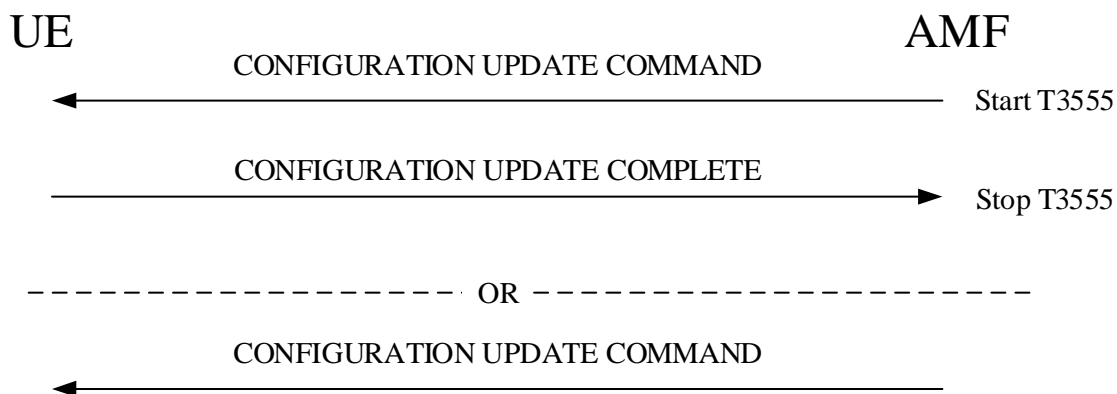 UE AMF
CONFIGURATION UPDATE COMMAND
Start T3555
CONFIGURATION UPDATE COMPLETE
Stop T3555
OR
CONFIGURATION UPDATE COMMAND